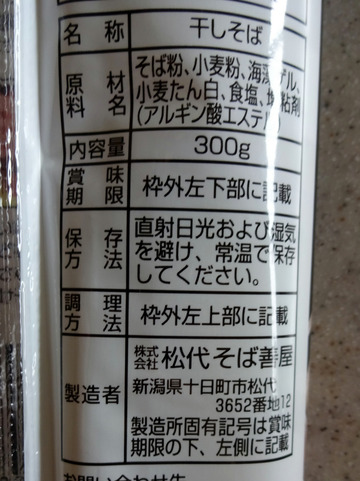 名称 干しそば
原材料名 そば粉、小麦粉、海藻ゲル、
小麦たん白、食塩、増粘剤
(アルギン酸エステル)
内容量 300g
賞味期限 枠外左下部に記載
保存方法 直射日光および湿気
を避け、常温で保存
してください。
調理方法 枠外左上部に記載
製造者 株式会社 松代そば善屋
新潟県十日町市松代
3652番地12
製造所固有記号は賞味
期限の下、左側に記載
お問い合わせ先